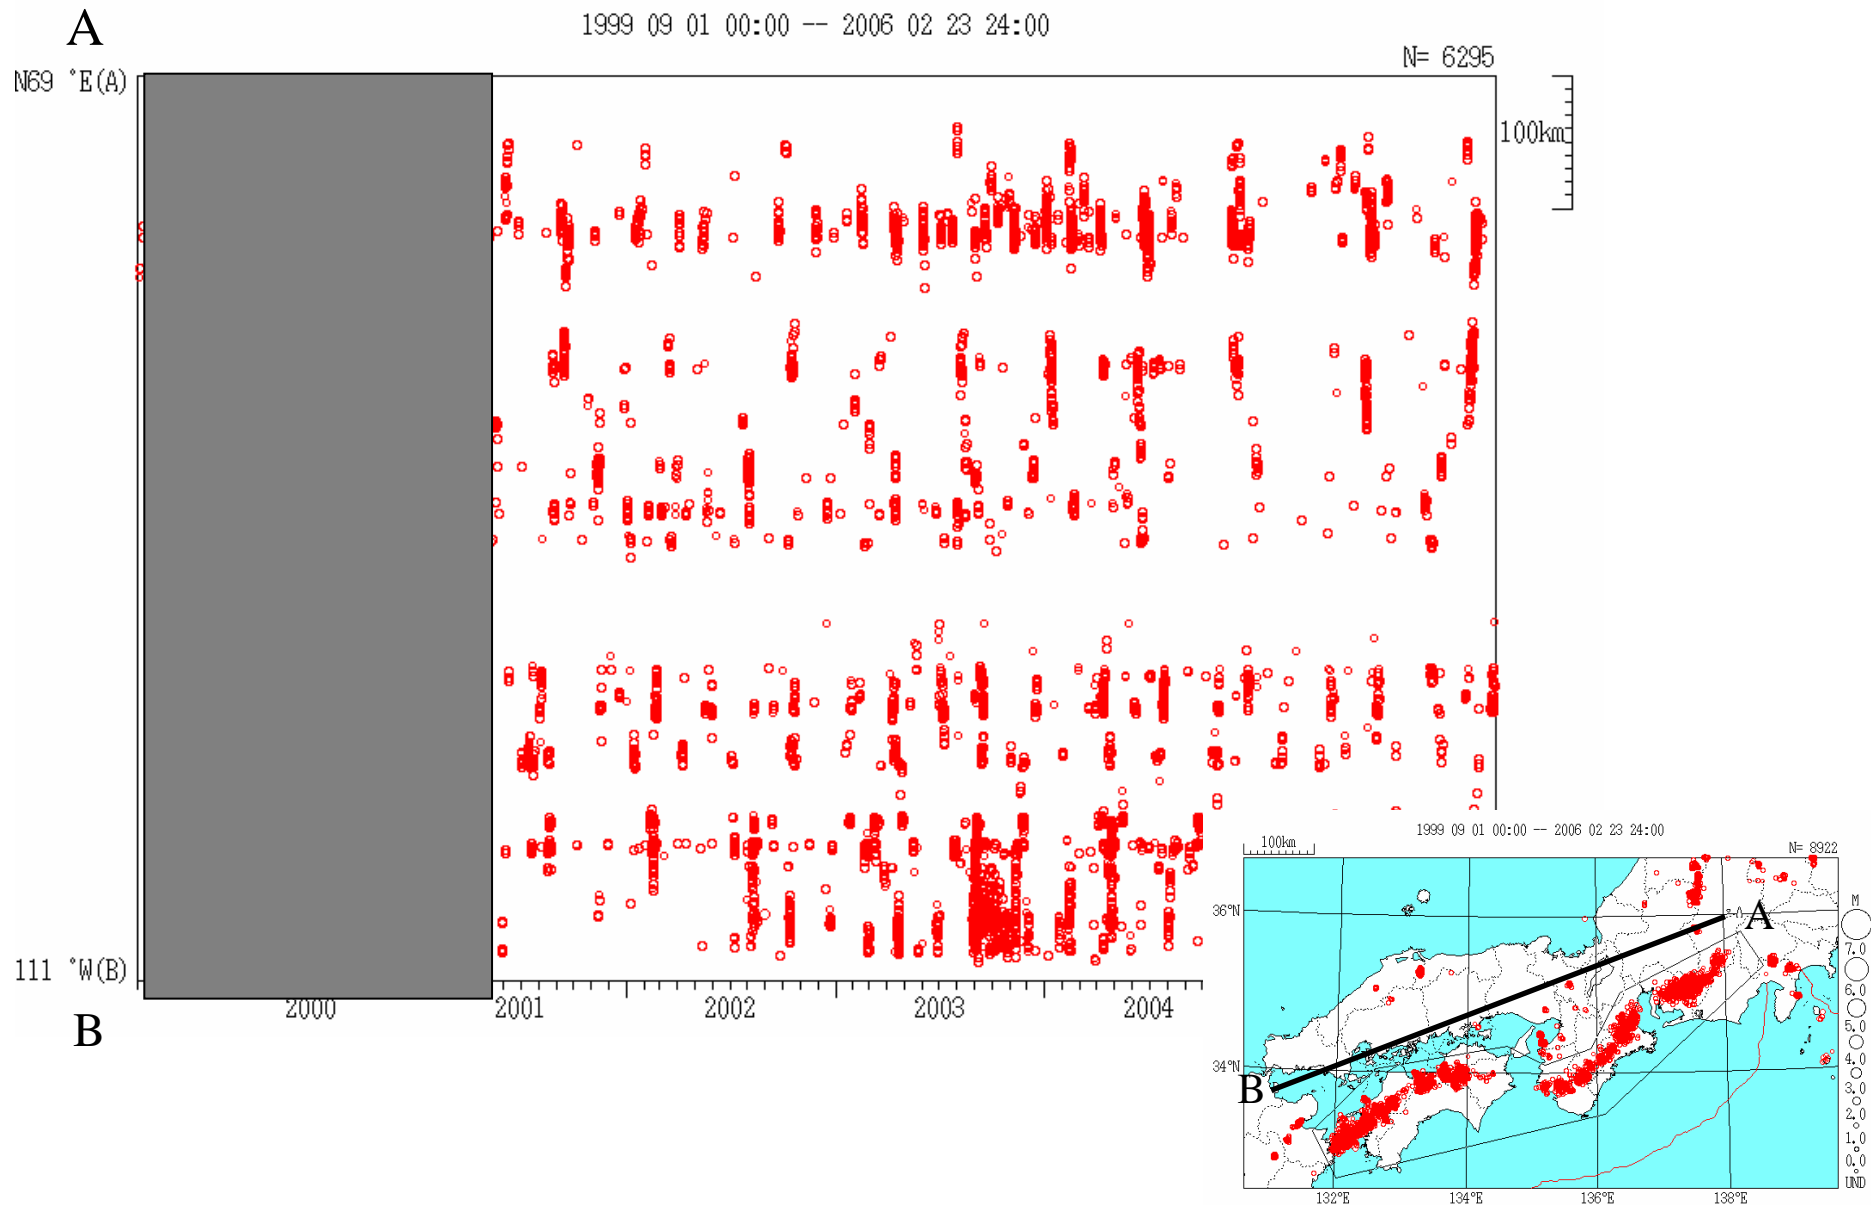 A
1999 09 01 00:00 -- 2006 02 23 24:00
N= 6295
N69 °E(A)
100km
111 °W(B)
2000
2001
2002
2003
2004
B
1999 09 01 00:00 -- 2006 02 23 24:00
100km
N= 8922
M
36°N
A
A
7.0
6.0
5.0
4.0
34°N
3.0
B
2.0
1.0
0.0
UND
132°E
134°E
136°E
138°E